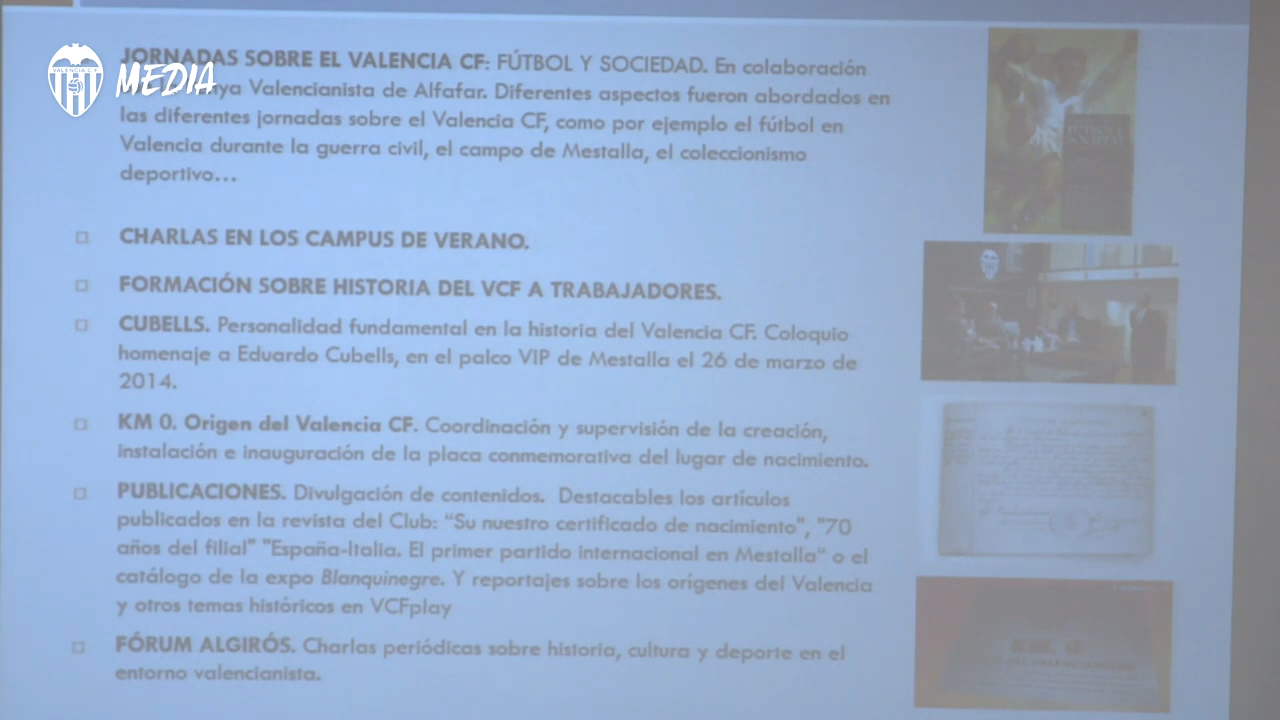 VALENCIA C.F.
MEDIA
JORNADAS SOBRE EL VALENCIA CF: FÚTBOL Y SOCIEDAD. En colaboración
Valencianista de Alfafar. Diferentes aspectos fueron abordados en
las diferentes jornadas sobre el Valencia CF, como por ejemplo el fútbol en
Valencia durante la guerra civil, el campo de Mestalla, el coleccionismo
deportivo...
CHARLAS EN LOS CAMPUS DE VERANO.
FORMACIÓN SOBRE HISTORIA DEL VCF A TRABAJADORES.
CUBELLS. Personalidad fundamental en la historia del Valencia CF. Coloquio
homenaje a Eduardo Cubells, en el palco VIP de Mestalla el 26 de marzo de
2014.
KM 0. Origen del Valencia CF. Coordinación y supervisión de la creación,
instalación e inauguración de la placa conmemorativa del lugar de nacimiento.
PUBLICACIONES. Divulgación de contenidos. Destacables los artículos
publicados en la revista del Club: “Su nuestro certificado de nacimiento", "70
años del filial" "España-Italia. El primer partido internacional en Mestalla“ o el
catálogo de la expo Blanquinegre. Y reportajes sobre los orígenes del Valencia
y otros temas históricos en VCFplay
FÓRUM ALGIRÓS. Charlas periódicas sobre historia, cultura y deporte en el
entorno valencianista.